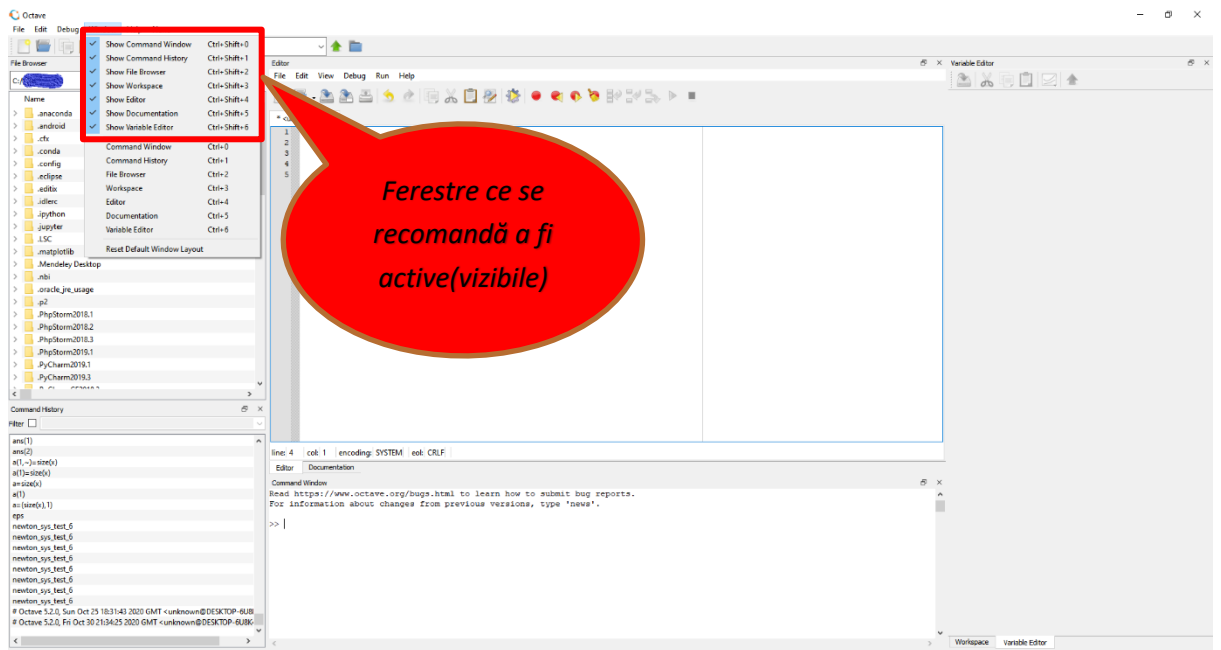 Octave
File Edit Debug
Show Command Window Ctrl+Shift+0
Show Command History Ctrl+Shift+1
Show File Browser Ctrl+Shift+2
Show Workspace Ctrl+Shift+3
Show Editor Ctrl+Shift+4
Show Documentation Ctrl+Shift+5
Show Variable Editor Ctrl+Shift+6
Command Window Ctrl+0
Command History Ctrl+1
File Browser Ctrl+2
Workspace Ctrl+3
Editor Ctrl+4
Documentation Ctrl+5
Variable Editor Ctrl+6
Reset Default Window Layout
File Browser
C:/
Name
.anaconda
.android
.cfx
.conda
.config
.eclipse
.editix
.idlerc
.ipython
.jupyter
.LSC
.matplotlib
.Mendeley Desktop
.nbi
.oracle_jre_usage
.p2
.PhpStorm2018.1
.PhpStorm2018.2
.PhpStorm2018.3
.PhpStorm2019.1
.PyCharm2019.1
.PyCharm2019.3
Command History
Filter
ans(1)
ans(2)
a(1,~)=size(x)
a(1)=size(x)
a=size(x)
a(1)
a=(size(x),1)
eps
newton_sys_test_6
newton_sys_test_6
newton_sys_test_6
newton_sys_test_6
newton_sys_test_6
newton_sys_test_6
newton_sys_test_6
newton_sys_test_6
# Octave 5.2.0, Sun Oct 25 18:31:43 2020 GMT <unknown@DESKTOP-6U8
# Octave 5.2.0, Fri Oct 30 21:34:25 2020 GMT <unknown@DESKTOP-6U8K
Editor
File Edit View Debug Run Help
1
2
3
4
5
Ferestre ce se
recomandă a fi
active(vizibile)
line: 4 col: 1 encoding: SYSTEM eol: CRLF
Editor Documentation
Command Window
Read https://www.octave.org/bugs.html to learn how to submit bug reports.
For information about changes from previous versions, type 'news'.
>>
Variable Editor
Workspace Variable Editor